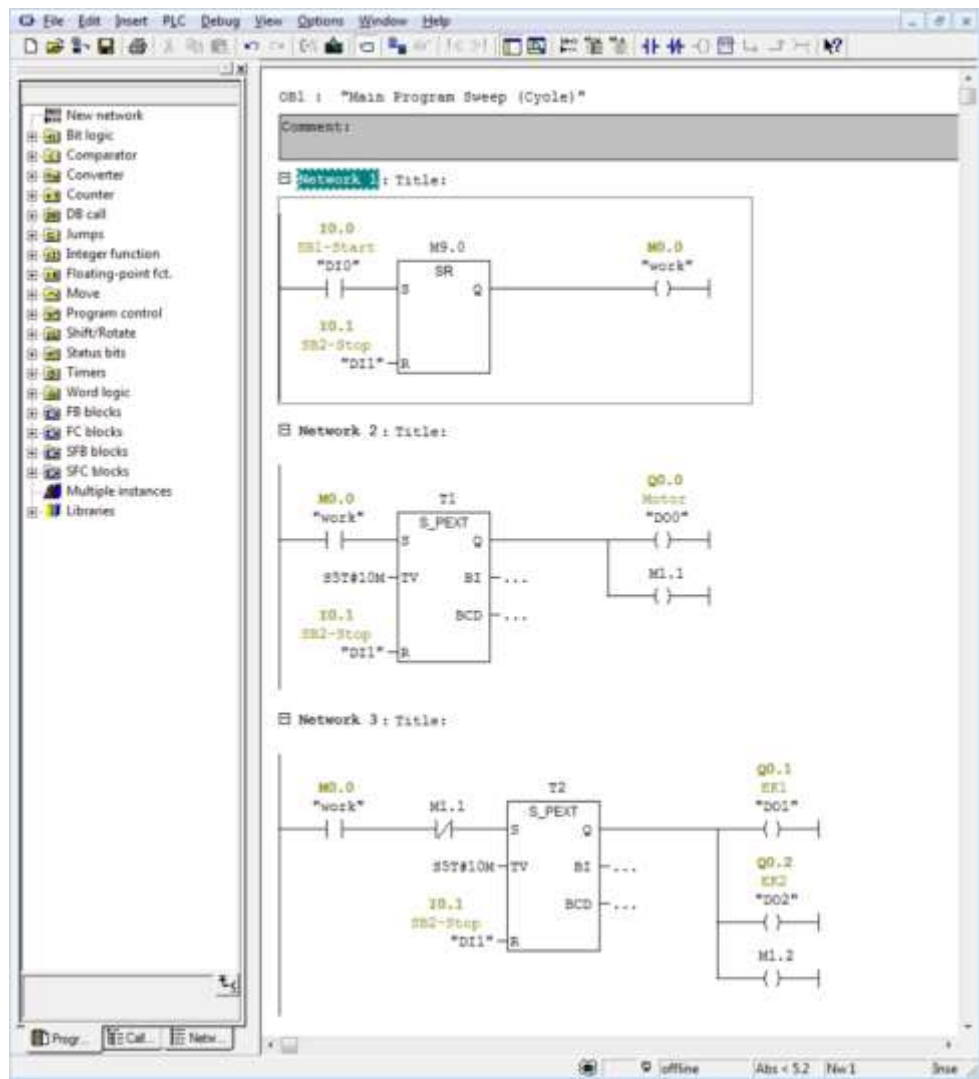 File Edit Insert PLC Debug View Options Window Help
New network
Bit logic
Comparator
Converter
Counter
DB call
Jumps
Integer function
Floating-point fct.
Move
Program control
Shift/Rotate
Status bits
Timers
Word logic
FB blocks
FC blocks
SFB blocks
SFC blocks
Multiple instances
Libraries
Progr... Call... Netw...
OB1 : "Main Program Sweep (Cycle)"
Comment:
Network 1: Title:
I0.0
SB1-Start M9.0 M0.0
"DI0" SR "work"
S Q
I0.1
SB2-Stop
"DI1" R
Network 2: Title:
Q0.0
M0.0 T1 Motor
"work" S_PEXT "DO0"
S Q
S5T#10M TV BI ... M1.1
I0.1 BCD ...
SB2-Stop
"DI1" R
Network 3: Title:
Q0.1
M0.0 T2
"work" M1.1 S_PEXT "DO1"
S Q
S5T#10M TV BI ... Q0.2
I0.1 BCD ... "DO2"
SB2-Stop
"DI1" R
M1.2
offline Abs < 5.2 Nw 1 Inse